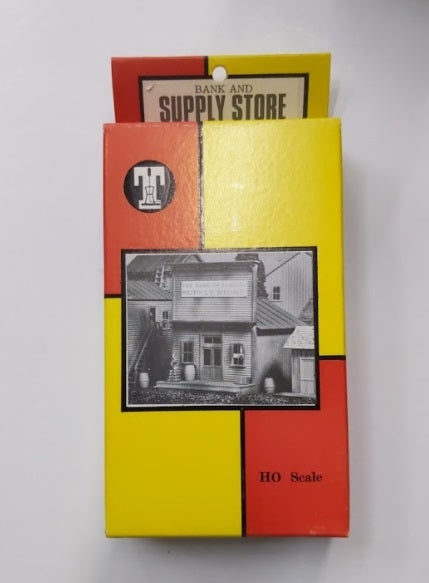 BANK AND
SUPPLY STORE
T
SUPPLY STORE
HO Scale